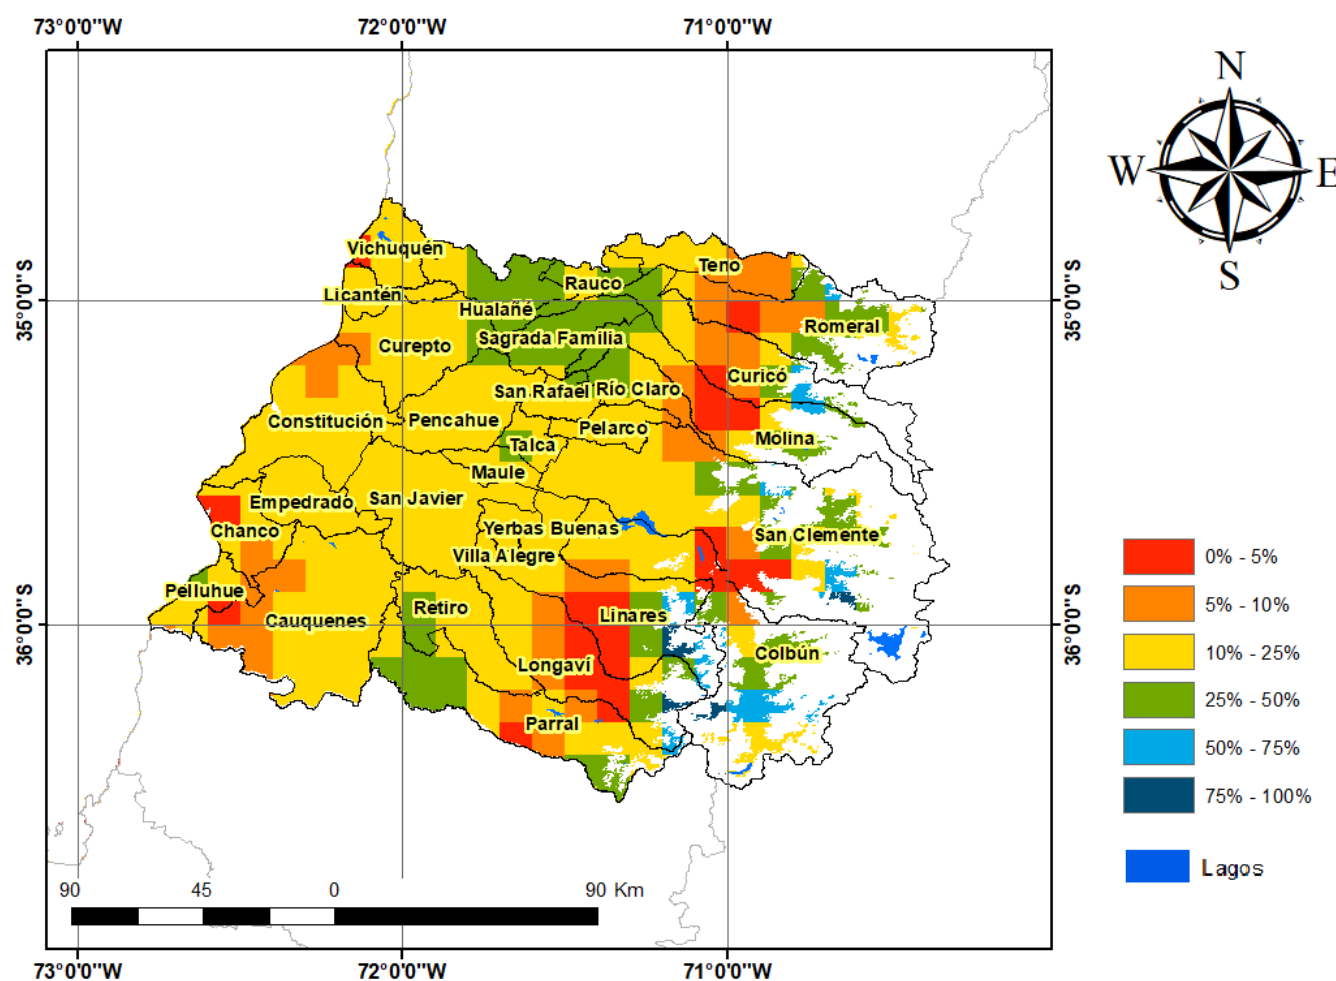 73°0'0"W 72°0'0"W 71°0'0"W
N
W E
S
35°0'0"S
35°0'0"S
36°0'0"S
36°0'0"S
Vichuquén
Teno
Licantén
Rauco
Hualañé
Romeral
Curepto
Sagrada Familia
Curicó
San Rafael
Río Claro
Constitución
Pencahue
Pelarco
Molina
Talca
Maule
Empedrado
San Javier
Chanco
Yerbas Buenas
San Clemente
Villa Alegre
Pelluhue
Retiro
Linares
Cauquenes
Colbún
Longaví
Parral
0% - 5%
5% - 10%
10% - 25%
25% - 50%
50% - 75%
75% - 100%
Lagos
90 45 0 90 Km
73°0'0"W 72°0'0"W 71°0'0"W